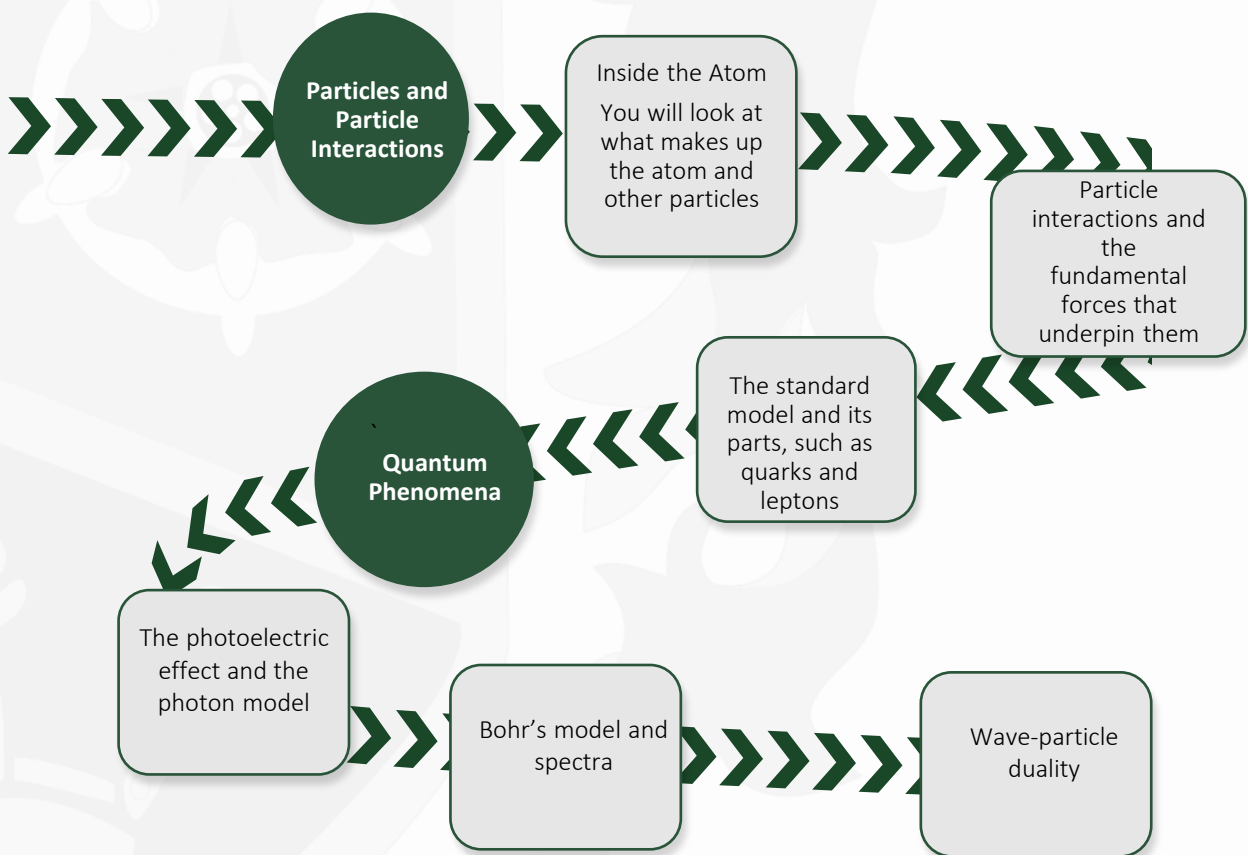 Particles and
Particle
Interactions
Inside the Atom
You will look at
what makes up
the atom and
other particles
Particle
interactions and
the
fundamental
forces that
underpin them
The standard
model and its
parts, such as
quarks and
leptons
`
Quantum
Phenomena
The photoelectric
effect and the
photon model
Bohr’s model and
spectra
Wave-particle
duality